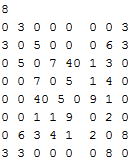 8
0 3 0 0 0 0 0 3
3 0 5 0 0 0 6 3
0 5 0 7 40 1 3 0
0 0 7 0 5 1 4 0
0 0 40 5 0 9 1 0
0 0 1 1 9 0 2 0
0 6 3 4 1 2 0 8
3 3 0 0 0 0 8 0